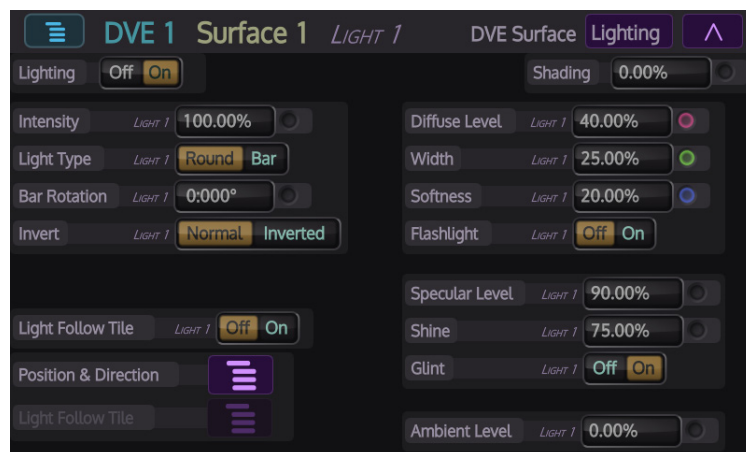 DVE 1 Surface 1 Light 1 DVE Surface Lighting
Lighting Off On Shading 0.00%
Intensity Light 1 100.00% Diffuse Level Light 1 40.00%
Light Type Light 1 Round Bar Width Light 1 25.00%
Bar Rotation Light 1 0:000° Softness Light 1 20.00%
Invert Light 1 Normal Inverted Flashlight Light 1 Off On
Specular Level Light 1 90.00%
Light Follow Tile Light 1 Off On Shine Light 1 75.00%
Position & Direction Glint Light 1 Off On
Light Follow Tile Ambient Level Light 1 0.00%